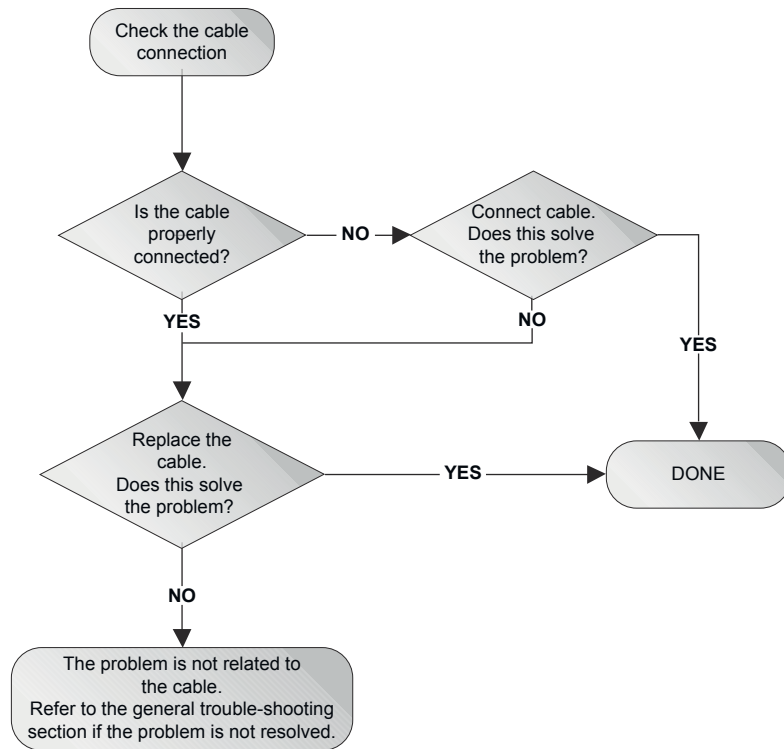 Check the cable
connection
Is the cable
properly
connected?
NO
Connect cable.
Does this solve
the problem?
YES
NO
YES
Replace the
cable.
Does this solve
the problem?
YES
DONE
NO
The problem is not related to
the cable.
Refer to the general trouble-shooting
section if the problem is not resolved.